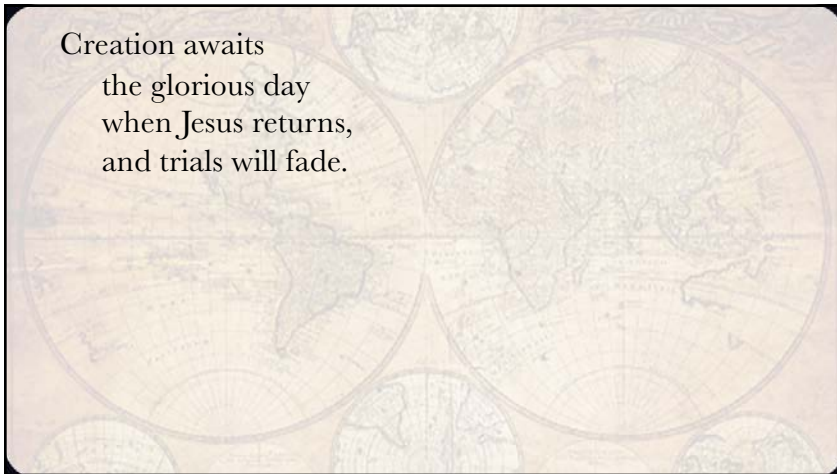 Creation awaits
the glorious day
when Jesus returns,
and trials will fade.